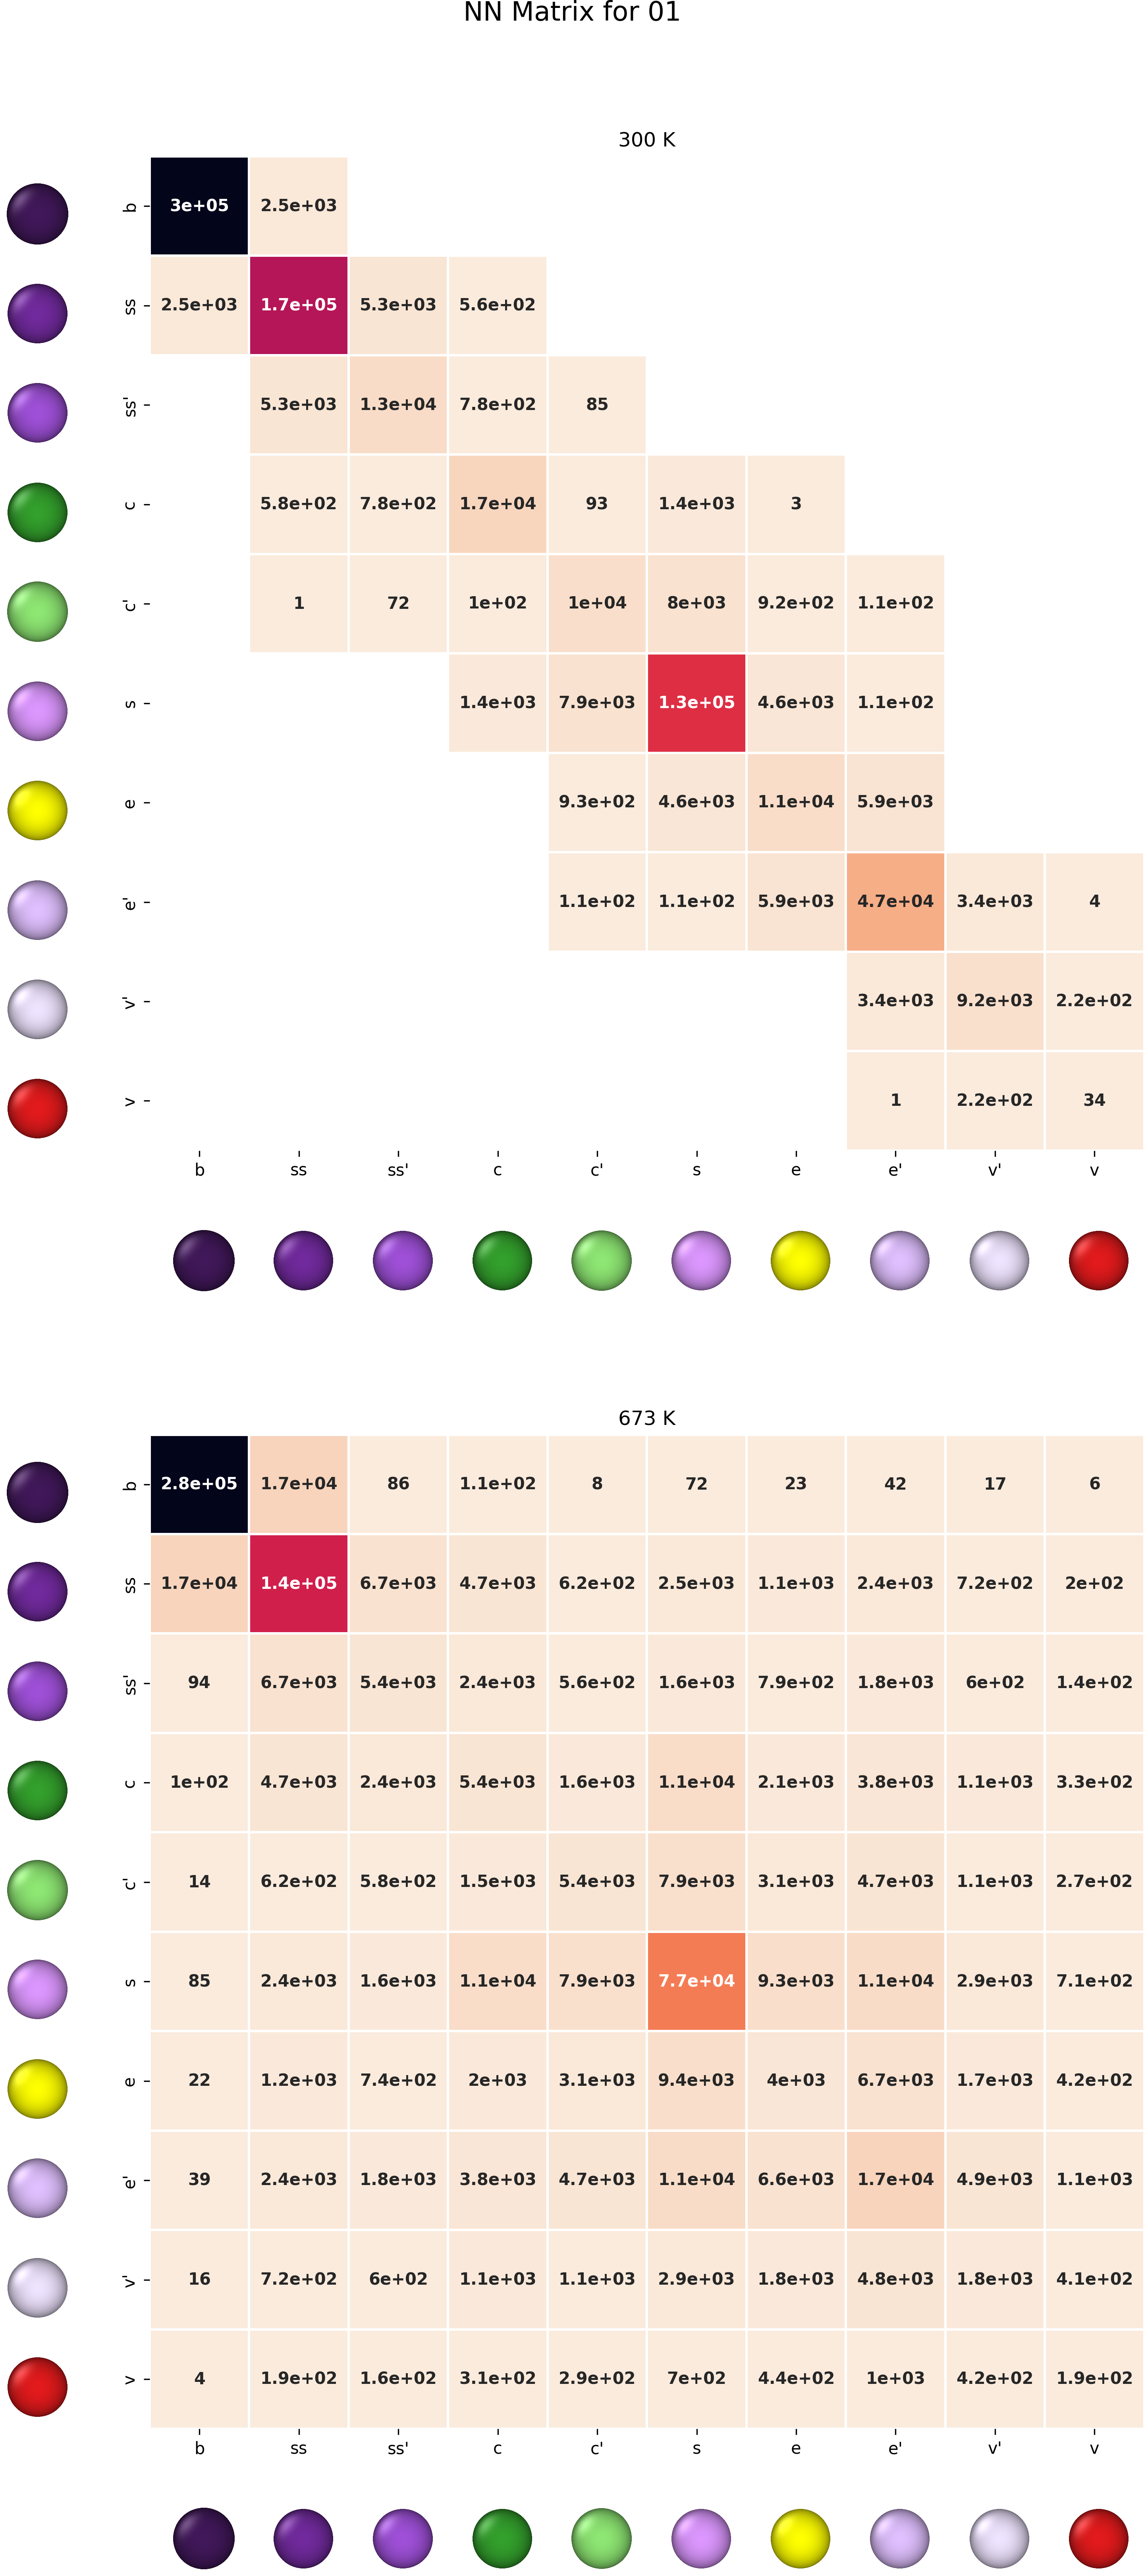 NN Matrix for 01
300 K
b 3e+05 2.5e+03
ss 2.5e+03 1.7e+05 5.3e+03 5.6e+02
ss' 5.3e+03 1.3e+04 7.8e+02 85
c 5.8e+02 7.8e+02 1.7e+04 93 1.4e+03 3
c' 1 72 1e+02 1e+04 8e+03 9.2e+02 1.1e+02
s 1.4e+03 7.9e+03 1.3e+05 4.6e+03 1.1e+02
e 9.3e+02 4.6e+03 1.1e+04 5.9e+03
e' 1.1e+02 1.1e+02 5.9e+03 4.7e+04 3.4e+03 4
v' 3.4e+03 9.2e+03 2.2e+02
v 1 2.2e+02 34
b ss ss' c c' s e e' v' v
673 K
b 2.8e+05 1.7e+04 86 1.1e+02 8 72 23 42 17 6
ss 1.7e+04 1.4e+05 6.7e+03 4.7e+03 6.2e+02 2.5e+03 1.1e+03 2.4e+03 7.2e+02 2e+02
ss' 94 6.7e+03 5.4e+03 2.4e+03 5.6e+02 1.6e+03 7.9e+02 1.8e+03 6e+02 1.4e+02
c 1e+02 4.7e+03 2.4e+03 5.4e+03 1.6e+03 1.1e+04 2.1e+03 3.8e+03 1.1e+03 3.3e+02
c' 14 6.2e+02 5.8e+02 1.5e+03 5.4e+03 7.9e+03 3.1e+03 4.7e+03 1.1e+03 2.7e+02
s 85 2.4e+03 1.6e+03 1.1e+04 7.9e+03 7.7e+04 9.3e+03 1.1e+04 2.9e+03 7.1e+02
e 22 1.2e+03 7.4e+02 2e+03 3.1e+03 9.4e+03 4e+03 6.7e+03 1.7e+03 4.2e+02
e' 39 2.4e+03 1.8e+03 3.8e+03 4.7e+03 1.1e+04 6.6e+03 1.7e+04 4.9e+03 1.1e+03
v' 16 7.2e+02 6e+02 1.1e+03 1.1e+03 2.9e+03 1.8e+03 4.8e+03 1.8e+03 4.1e+02
v 4 1.9e+02 1.6e+02 3.1e+02 2.9e+02 7e+02 4.4e+02 1e+03 4.2e+02 1.9e+02
b ss ss' c c' s e e' v' v